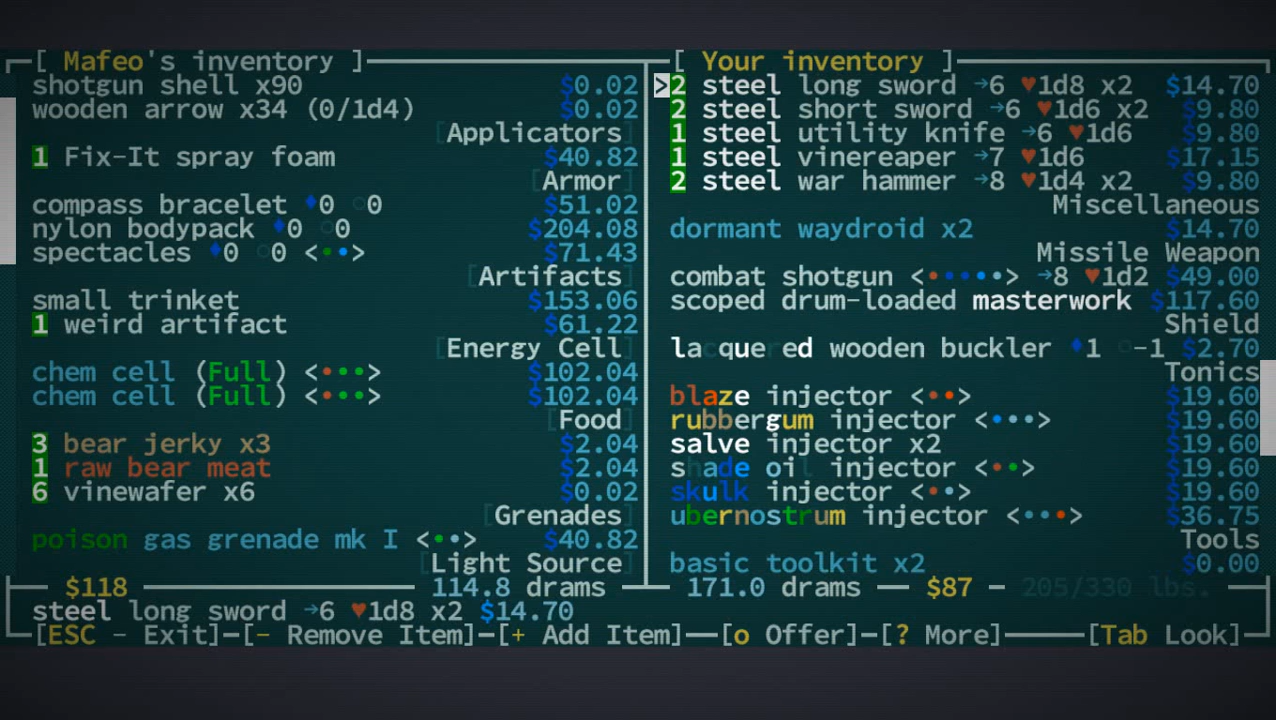 [ Mafeo's inventory ]
shotgun shell x90 $0.02
wooden arrow x34 (0/1d4) $0.02
[Applicators]
1 Fix-It spray foam $40.82
[Armor]
compass bracelet ♦0 ○0 $51.02
nylon bodypack ♦0 ○0 $204.08
spectacles ♦0 ○0 <••> $71.43
[Artifacts]
small trinket $153.06
1 weird artifact $61.22
[Energy Cell]
chem cell (Full) <••••> $102.04
chem cell (Full) <••••> $102.04
[Food]
3 bear jerky x3 $2.04
1 raw bear meat $2.04
6 vinewafer x6 $0.02
[Grenades]
poison gas grenade mk I <••> $40.82
[Light Source]
$118 114.8 drams
[ Your inventory ]
>2 steel long sword →6 ♥1d8 x2 $14.70
2 steel short sword →6 ♥1d6 x2 $9.80
1 steel utility knife →6 ♥1d6 $9.80
1 steel vinereaper →7 ♥1d6 $17.15
2 steel war hammer →8 ♥1d4 x2 $9.80
Miscellaneous
dormant waydroid x2 $14.70
Missile Weapon
combat shotgun <•••••> →8 ♥1d2 $49.00
scoped drum-loaded masterwork $117.60
Shield
lacquered wooden buckler ♦1 ○-1 $2.70
Tonics
blaze injector <••> $19.60
rubbergum injector <•••> $19.60
salve injector x2 $19.60
shade oil injector <••> $19.60
skulk injector <••> $19.60
ubernostrum injector <•••> $36.75
Tools
basic toolkit x2 $0.00
171.0 drams — $87 — 205/330 lbs.
steel long sword →6 ♥1d8 x2 $14.70
[ESC - Exit]—[- Remove Item]—[+ Add Item]—[o Offer]—[? More]—[Tab Look]